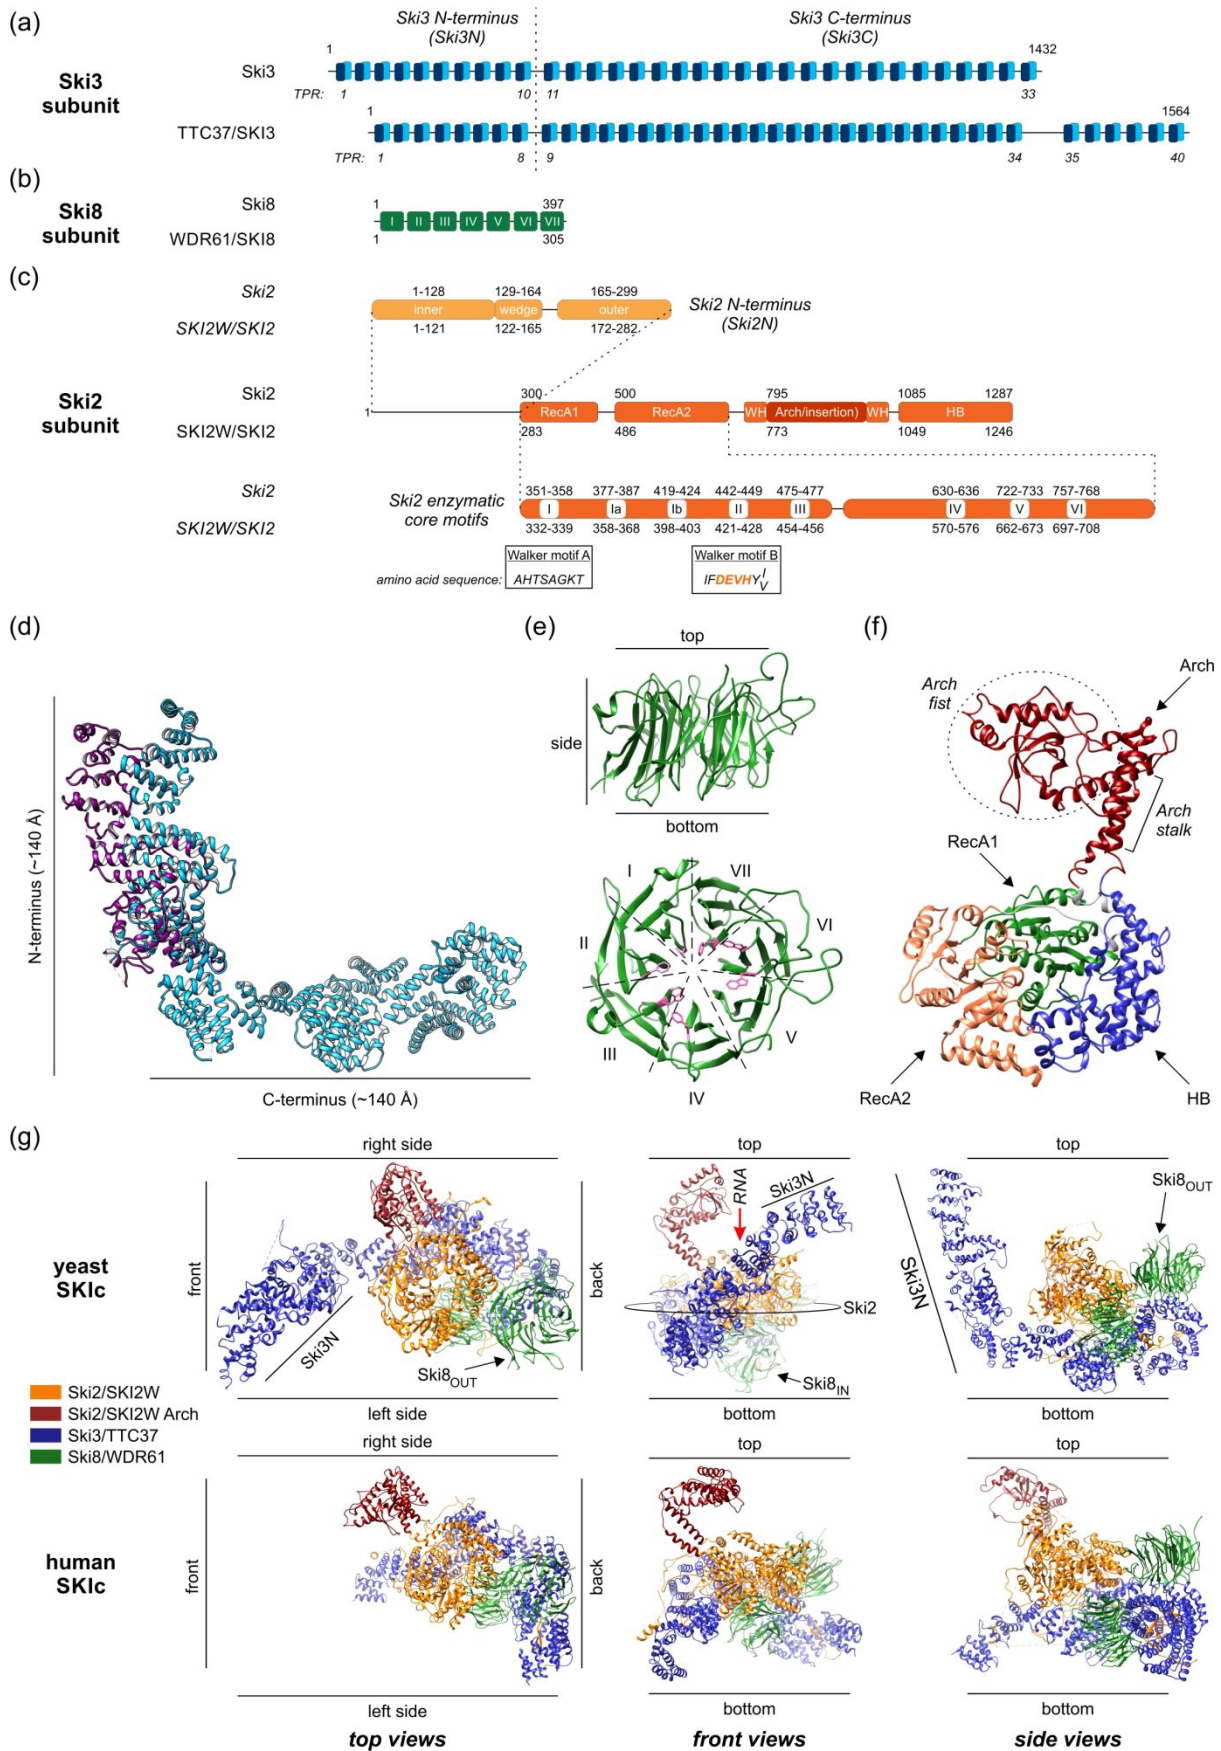 (a)
Ski3 N-terminus
(Ski3N)
Ski3 C-terminus
(Ski3C)
1 1432
Ski3
subunit
Ski3
TPR: 1 10 11 33
1 1564
TTC37/SKI3
TPR: 1 8 9 34 35 40
(b)
Ski8
subunit
Ski8
1 397
I II III IV V VI VII
WDR61/SKI8
1 305
(c)
Ski2
1-128 129-164 165-299
inner wedge outer
SKI2W/SKI2
1-121 122-165 172-282
Ski2 N-terminus
(Ski2N)
Ski2
subunit
Ski2
300 500 795 1085 1287
1 RecA1 RecA2 WH Arch/insertion) WH HB
SKI2W/SKI2
283 486 773 1049 1246
Ski2
Ski2 enzymatic
core motifs
351-358 377-387 419-424 442-449 475-477 630-636 722-733 757-768
I Ia Ib II III IV V VI
SKI2W/SKI2
332-339 358-368 398-403 421-428 454-456 570-576 662-673 697-708
Walker motif A
amino acid sequence: AHTSAGKT
Walker motif B
IFDEVHY I
V
(d)
N-terminus (~140 Å)
C-terminus (~140 Å)
(e)
top
side
bottom
I VII
II VI
III V
IV
(f)
Arch
Arch
fist
Arch
stalk
RecA1
RecA2
HB
(g)
right side
top
top
yeast
SKIc
front
back
Ski3N
Ski8OUT
left side
RNA
Ski3N
Ski2
Ski8IN
bottom
Ski3N
Ski8OUT
bottom
Ski2/SKI2W
Ski2/SKI2W Arch
Ski3/TTC37
Ski8/WDR61
right side
top
top
human
SKIc
front
back
left side
bottom
bottom
top views
front views
side views